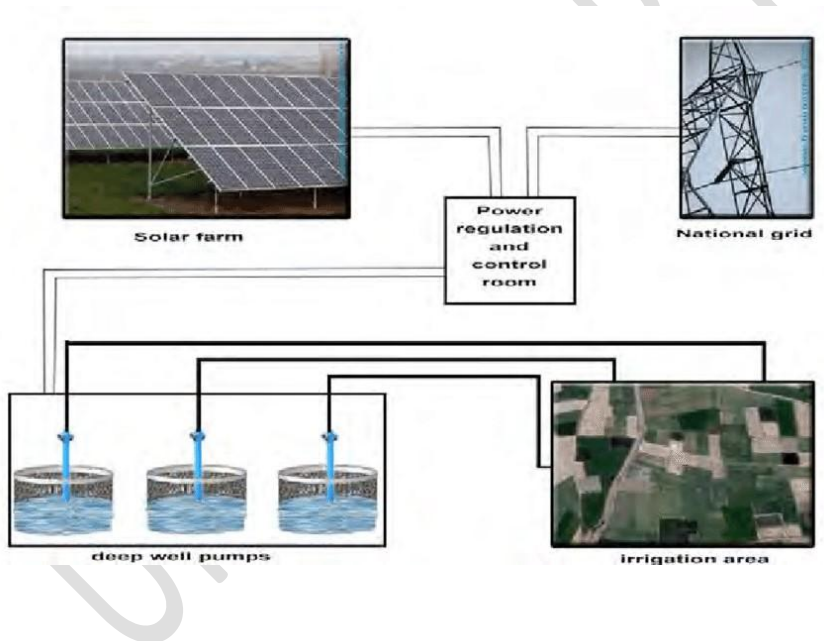 Solar farm
National grid
Power
regulation
and
control
room
deep well pumps
irrigation area